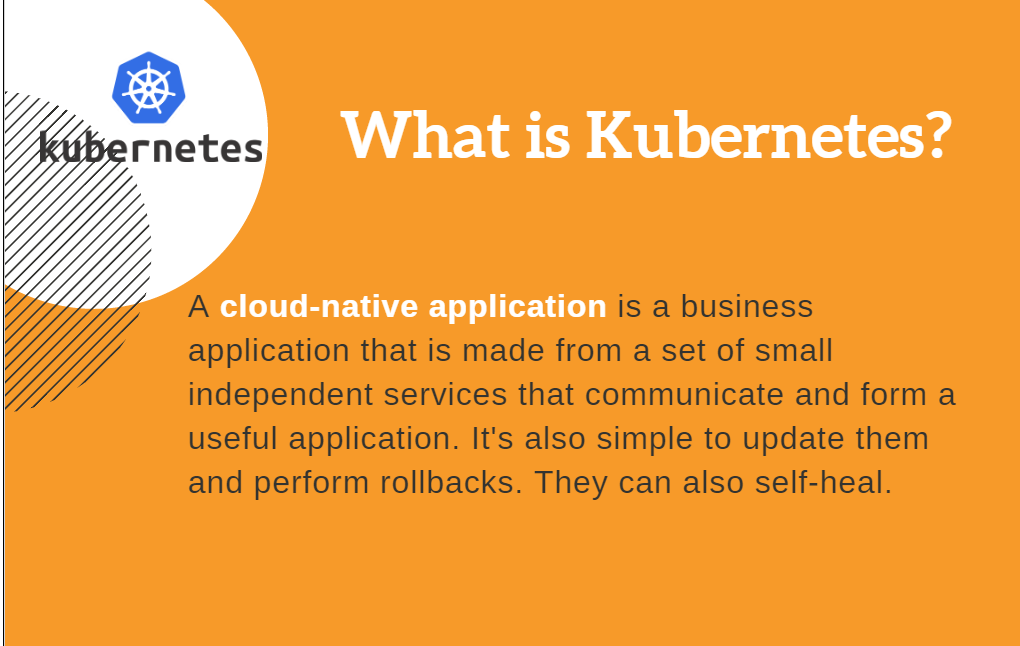 kubernetes
What is Kubernetes?
A cloud-native application is a business
application that is made from a set of small
independent services that communicate and form a
useful application. It's also simple to update them
and perform rollbacks. They can also self-heal.